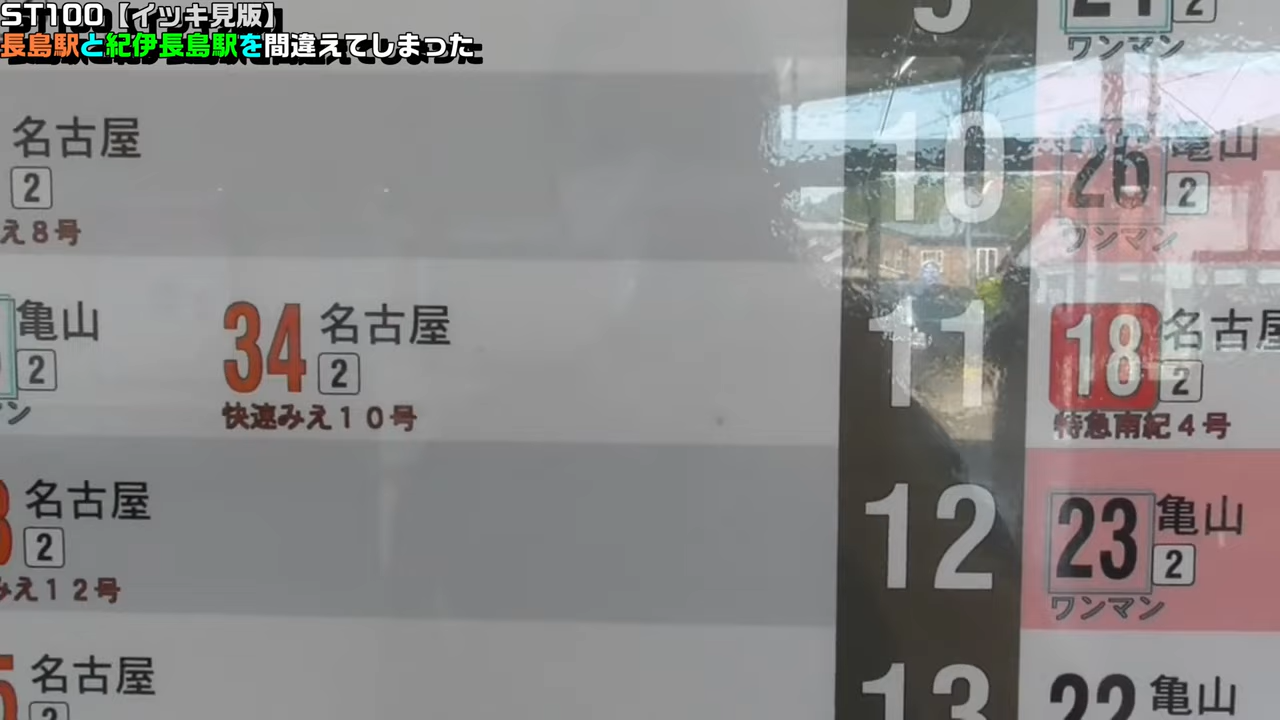 ST100【イツキ見版】
長島駅と紀伊長島駅を間違えてしまった
2
ワンマン
名古屋
2
え8号
10
26 亀山
2
ワンマン
亀山
2
34 名古屋
2
快速みえ10号
11
18 名古屋
2
特急南紀4号
名古屋
2
みえ12号
12
23 亀山
2
ワンマン
名古屋
2
13
22 亀山